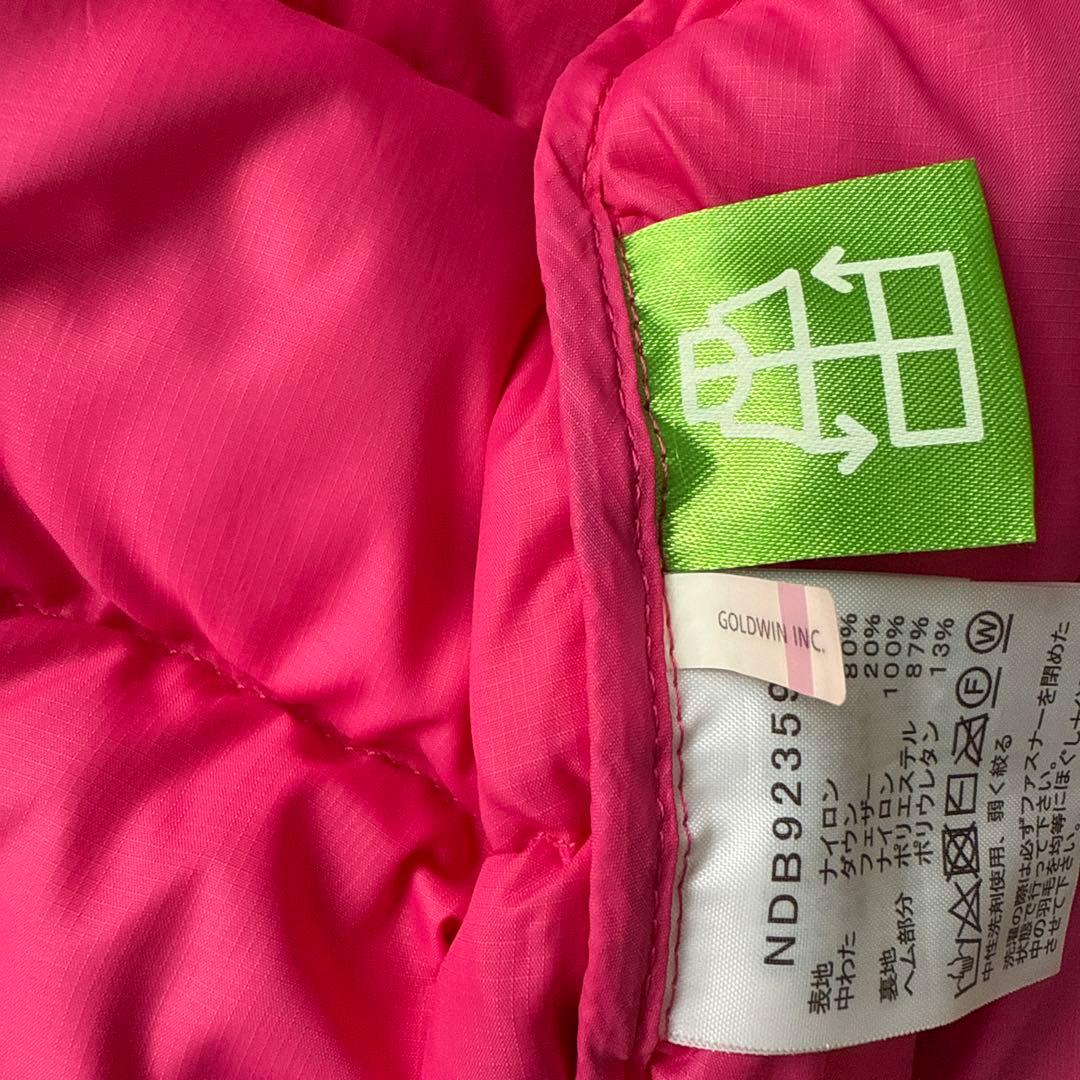 GOLDWIN INC.
NDB92359
表地 ナイロン
中わた ダウン 80%
フェザー 20%
裏地 ナイロン 100%
ヘム部分 ポリエステル 87%
ポリウレタン 13%
F W
中性洗剤使用、弱く絞る
洗濯の際は必ずファスナーを閉めた
状態で行って下さい。
中の羽毛を均等にほぐし
させて下さい。